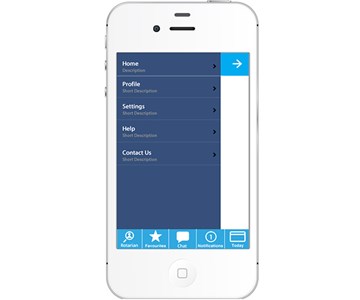 Home
Description
Profile
Short Description
Settings
Short Description
Help
Short Description
Contact Us
Short Description
Rotarian Favourites Chat Notifications Today